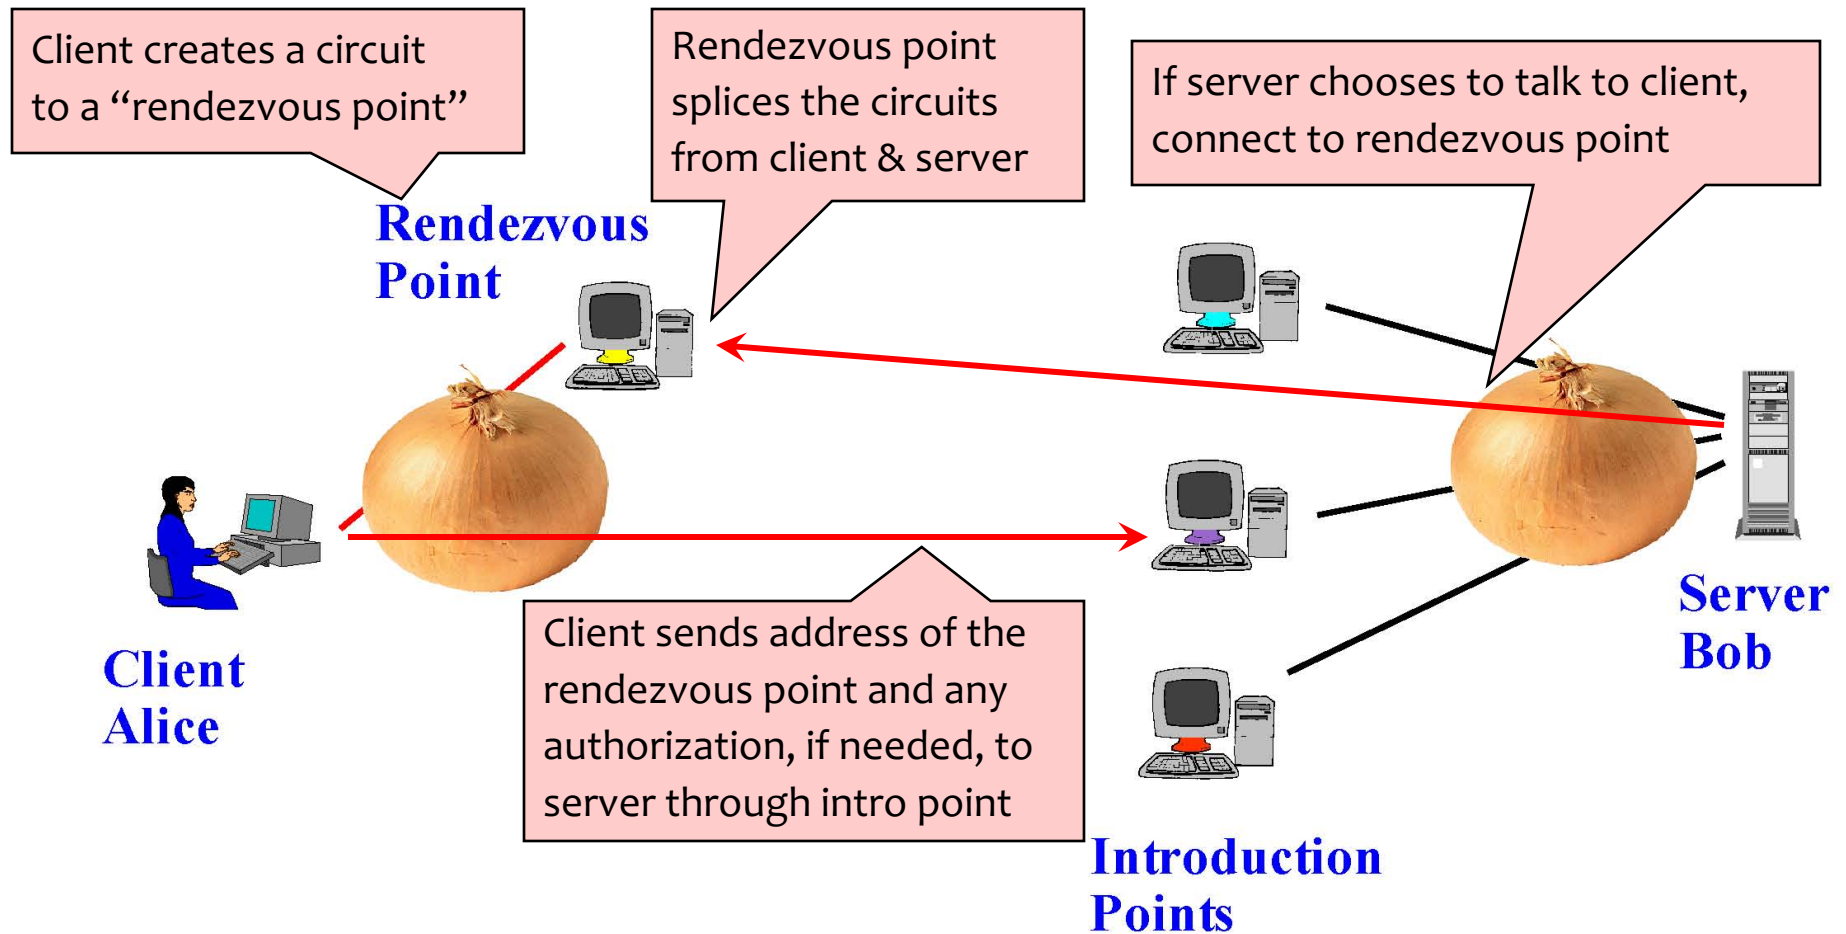 Client creates a circuit
to a “rendezvous point”
Rendezvous point
splices the circuits
from client & server
If server chooses to talk to client,
connect to rendezvous point
Rendezvous
Point
Client sends address of the
rendezvous point and any
authorization, if needed, to
server through intro point
Client
Alice
Server
Bob
Introduction
Points